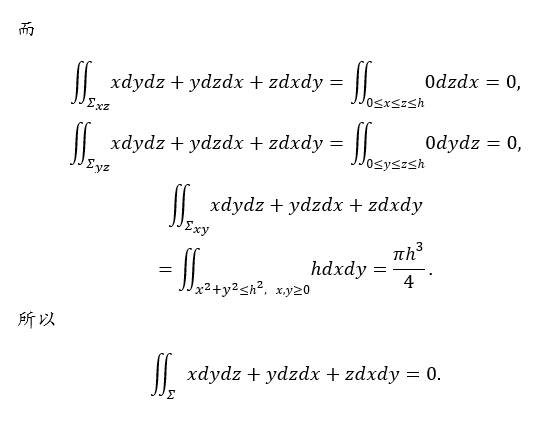 而
∬_{Σ_{xz}} xdydz + ydzdx + zdxdy = ∬_{0≤x≤z≤h} 0dzdx = 0,
∬_{Σ_{yz}} xdydz + ydzdx + zdxdy = ∬_{0≤y≤z≤h} 0dydz = 0,
∬_{Σ_{xy}} xdydz + ydzdx + zdxdy
= ∬_{x²+y²≤h², x,y≥0} hdxdy = πh³/4.
所以
∬_Σ xdydz + ydzdx + zdxdy = 0.